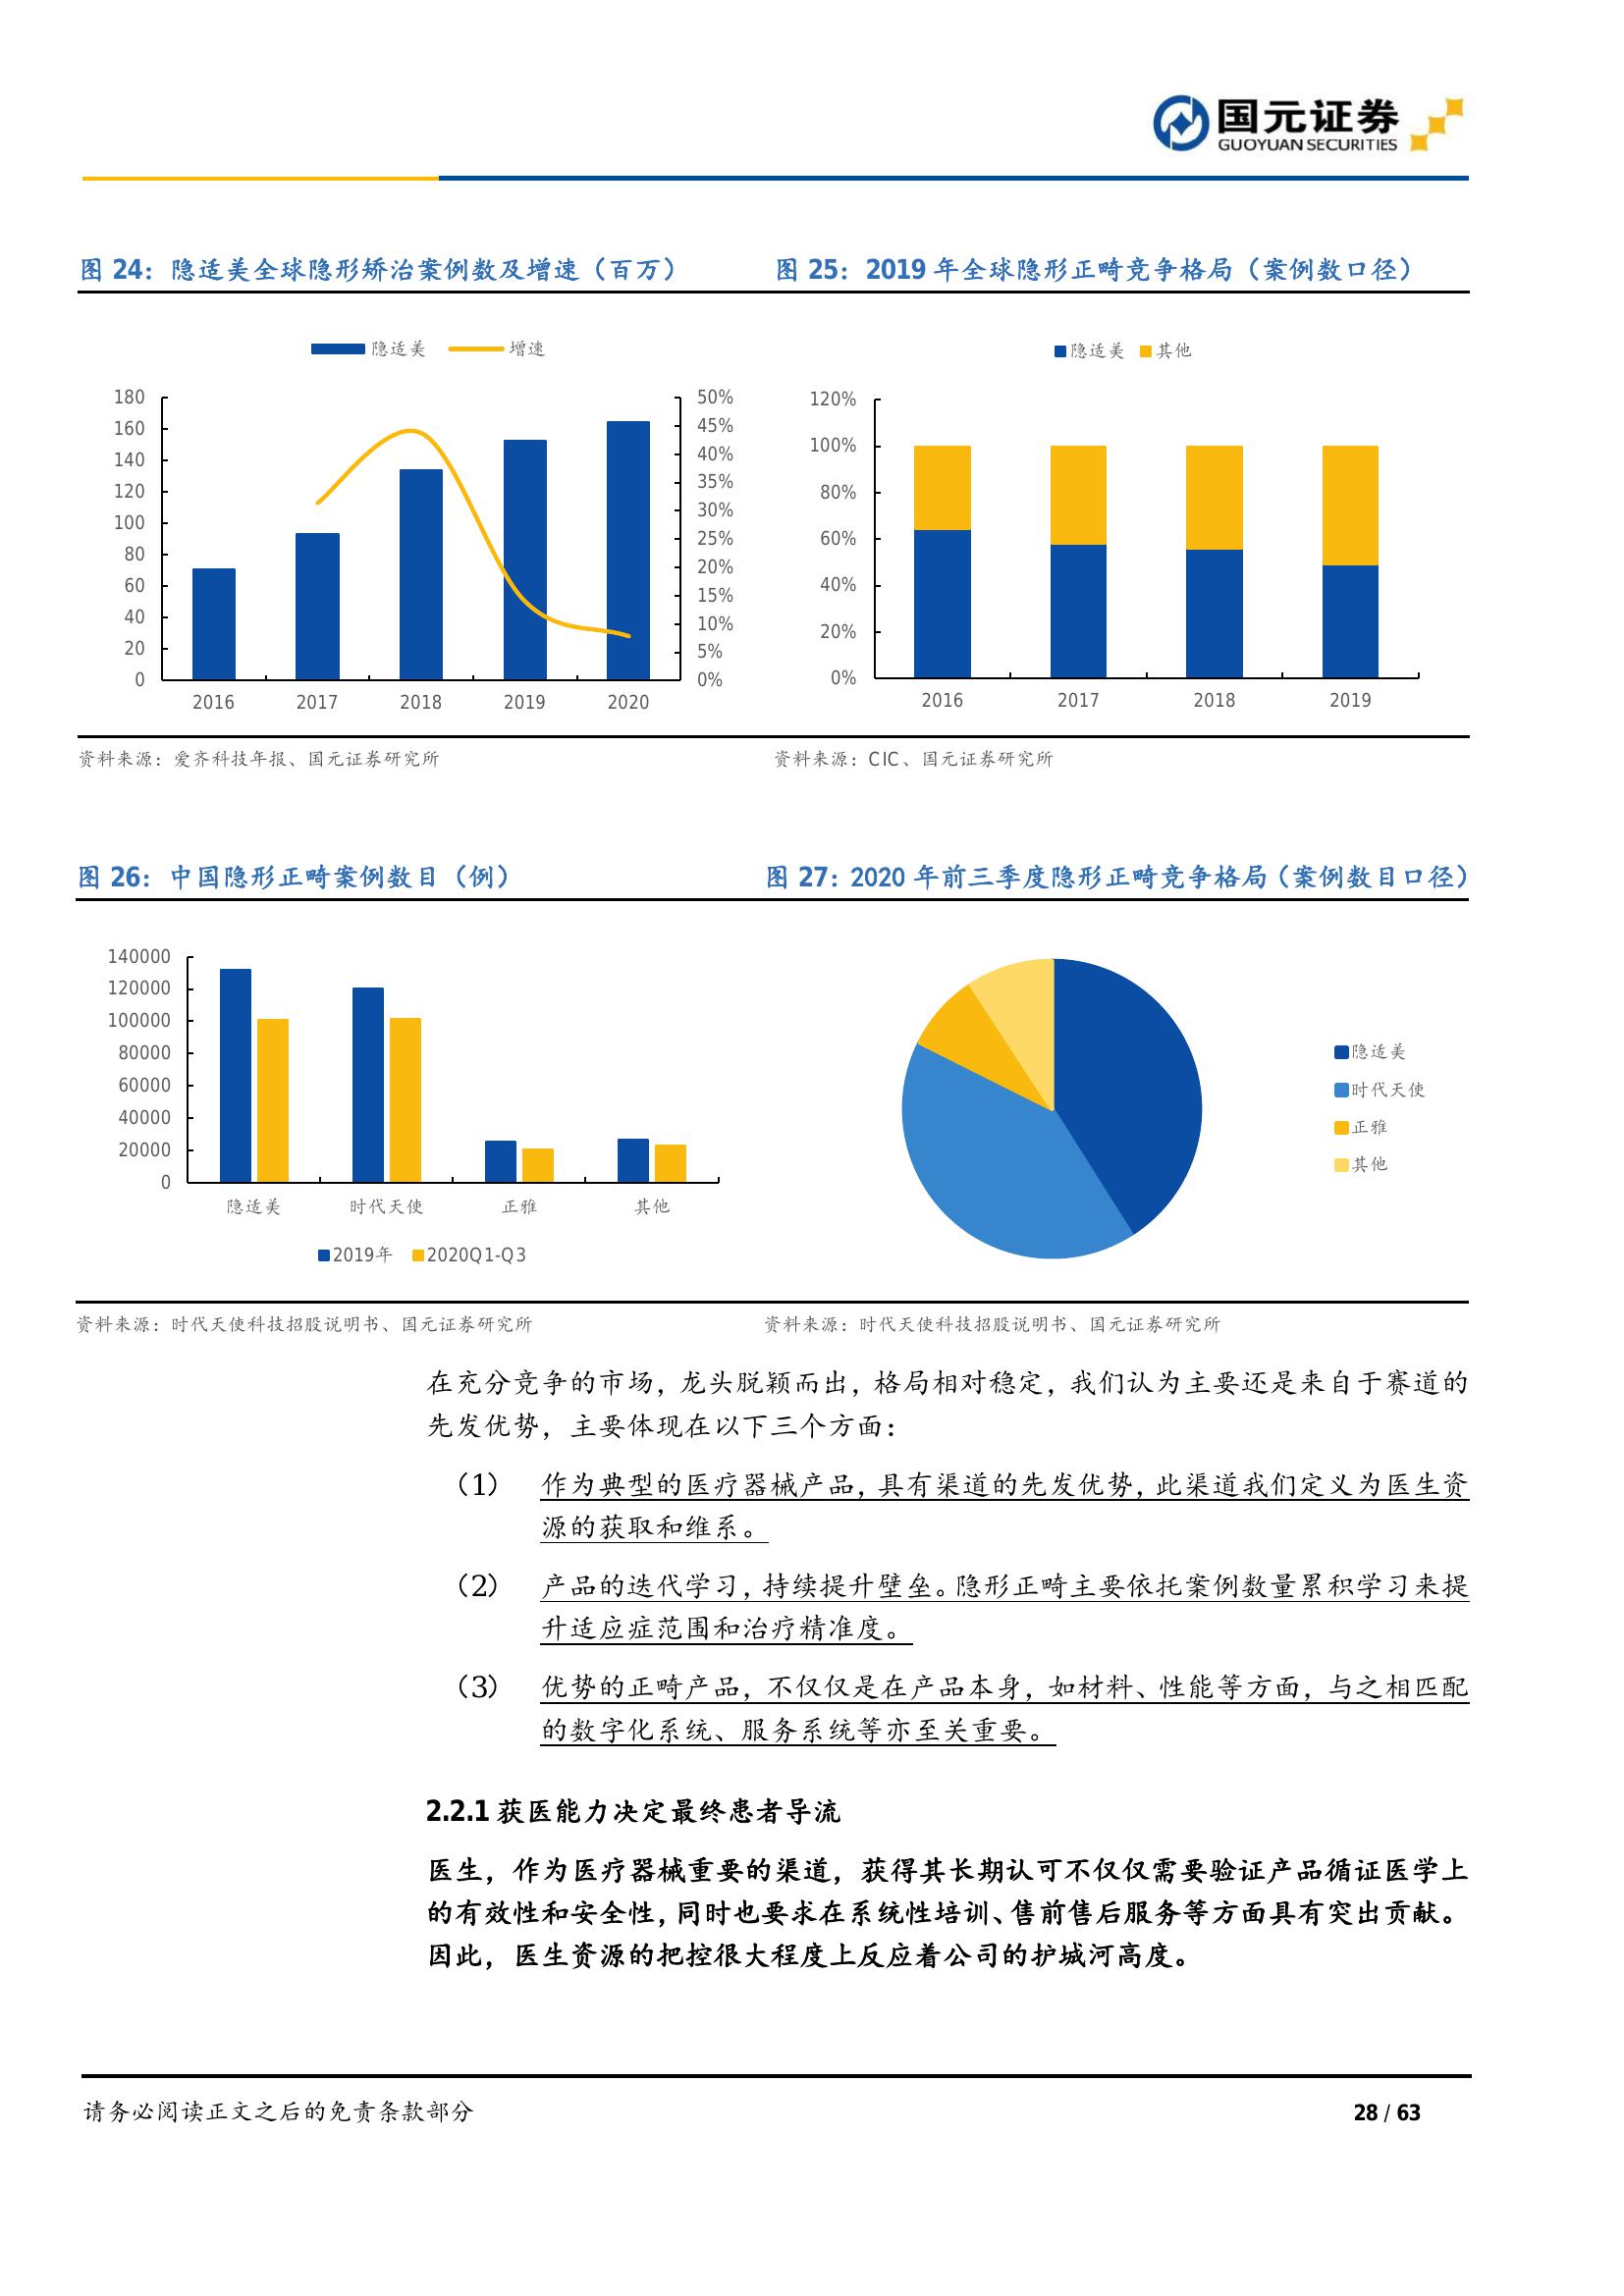 国元证券
GUOYUAN SECURITIES
图 24：隐适美全球隐形矫治案例数及增速（百万）
图 25：2019 年全球隐形正畸竞争格局（案例数口径）
隐适美 增速
180
160
140
120
100
80
60
40
20
0
50%
45%
40%
35%
30%
25%
20%
15%
10%
5%
0%
2016 2017 2018 2019 2020
隐适美 其他
120%
100%
80%
60%
40%
20%
0%
2016 2017 2018 2019
资料来源：爱齐科技年报、国元证券研究所
资料来源：CIC、国元证券研究所
图 26：中国隐形正畸案例数目（例）
图 27：2020 年前三季度隐形正畸竞争格局（案例数目口径）
140000
120000
100000
80000
60000
40000
20000
0
隐适美 时代天使 正雅 其他
2019年 2020Q1-Q3
隐适美
时代天使
正雅
其他
资料来源：时代天使科技招股说明书、国元证券研究所
资料来源：时代天使科技招股说明书、国元证券研究所
在充分竞争的市场，龙头脱颖而出，格局相对稳定，我们认为主要还是来自于赛道的
先发优势，主要体现在以下三个方面：
（1） 作为典型的医疗器械产品，具有渠道的先发优势，此渠道我们定义为医生资
源的获取和维系。
（2） 产品的迭代学习，持续提升壁垒。隐形正畸主要依托案例数量累积学习来提
升适应症范围和治疗精准度。
（3） 优势的正畸产品，不仅仅是在产品本身，如材料、性能等方面，与之相匹配
的数字化系统、服务系统等亦至关重要。
2.2.1 获医能力决定最终患者导流
医生，作为医疗器械重要的渠道，获得其长期认可不仅仅需要验证产品循证医学上
的有效性和安全性，同时也要求在系统性培训、售前售后服务等方面具有突出贡献。
因此，医生资源的把控很大程度上反应着公司的护城河高度。
请务必阅读正文之后的免责条款部分
28 / 63